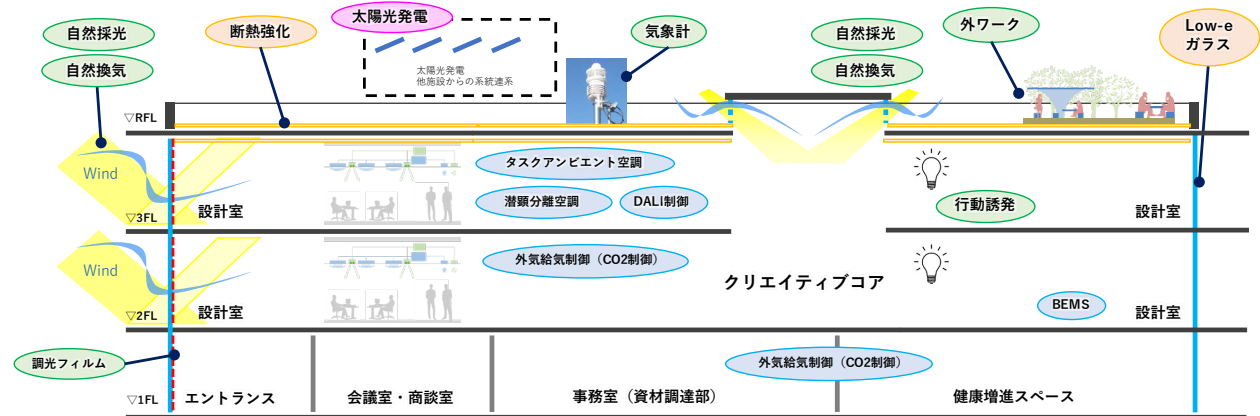 自然採光
自然換気
断熱強化
太陽光発電
太陽光発電
他施設からの系統連系
気象計
自然採光
自然換気
外ワーク
Low-e
ガラス
▽RFL
Wind
タスクアンビエント空調
潜顕分離空調
DALI制御
行動誘発
▽3FL
設計室
設計室
Wind
外気給気制御（CO2制御）
クリエイティブコア
BEMS
▽2FL
設計室
設計室
調光フィルム
外気給気制御（CO2制御）
▽1FL
エントランス
会議室・商談室
事務室（資材調達部）
健康増進スペース